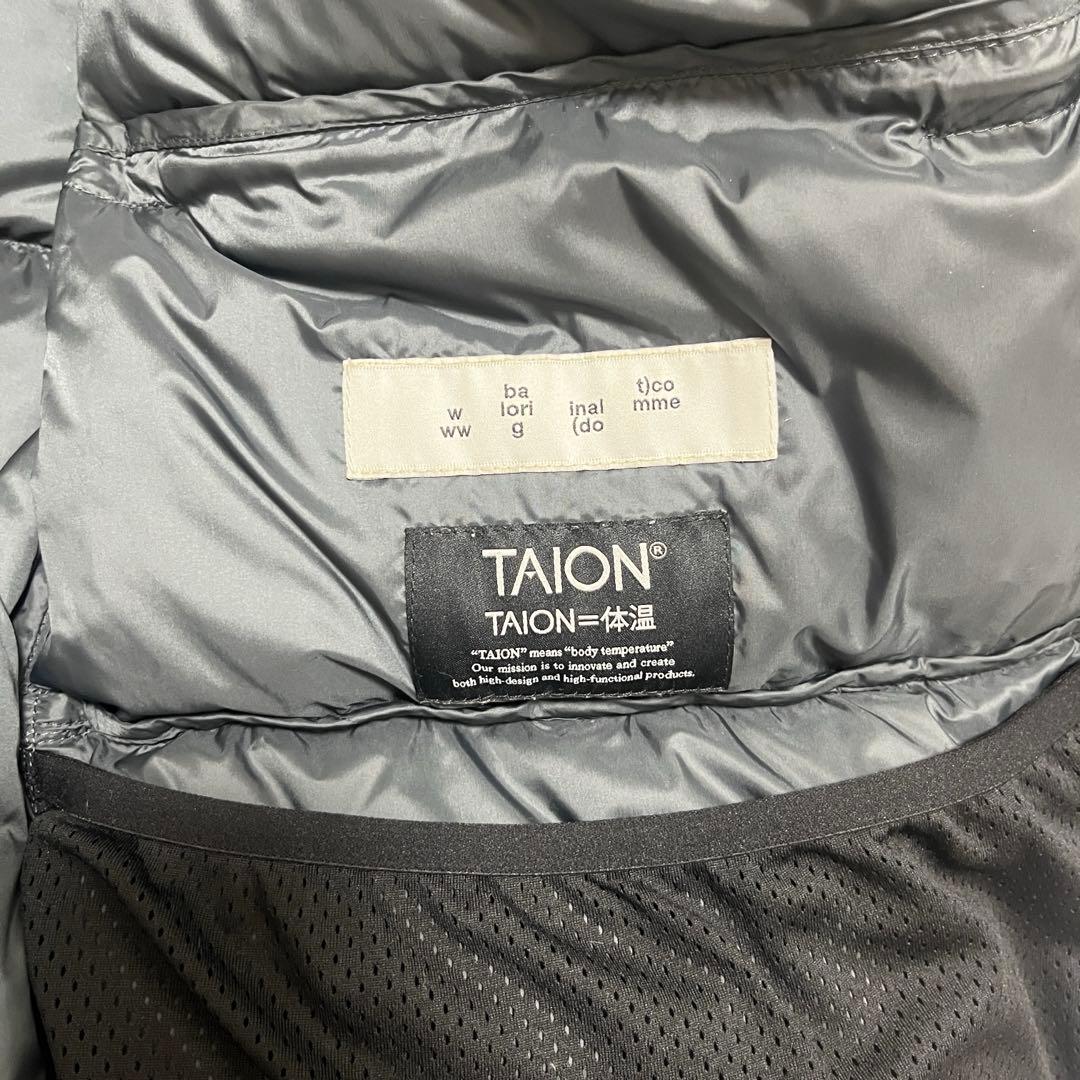 ba t)co
w lori inal mme
ww g (do
TAION®
TAION=体温
“TAION” means “body temperature”
Our mission is to innovate and create
both high-design and high-functional products.